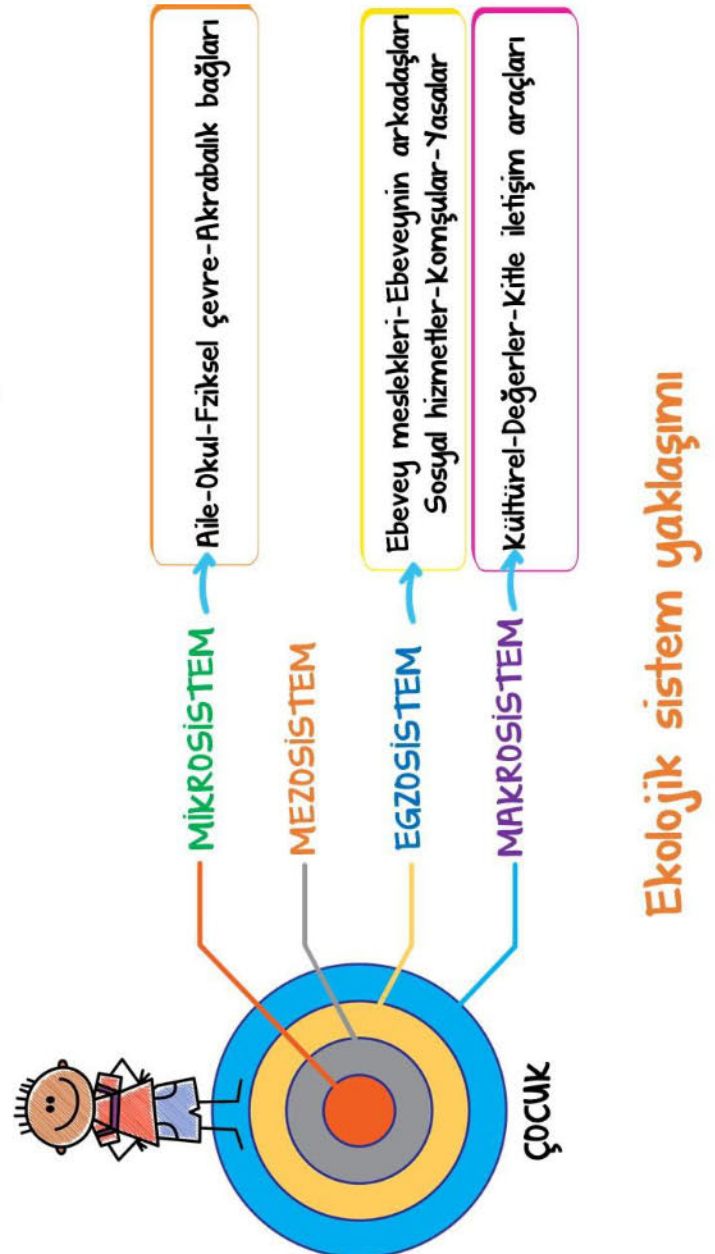 MİKROSİSTEM
Aile-Okul-Fziksel çevre-Akrabalık bağları
MEZOSİSTEM
EGZOSİSTEM
Ebevey meslekleri-Ebeveynin arkadaşları
Sosyal hizmetler-Komşular-Yasalar
MAKROSİSTEM
Kültürel-Değerler-Kitle iletişim araçları
ÇOCUK
Ekolojik sistem yaklaşımı